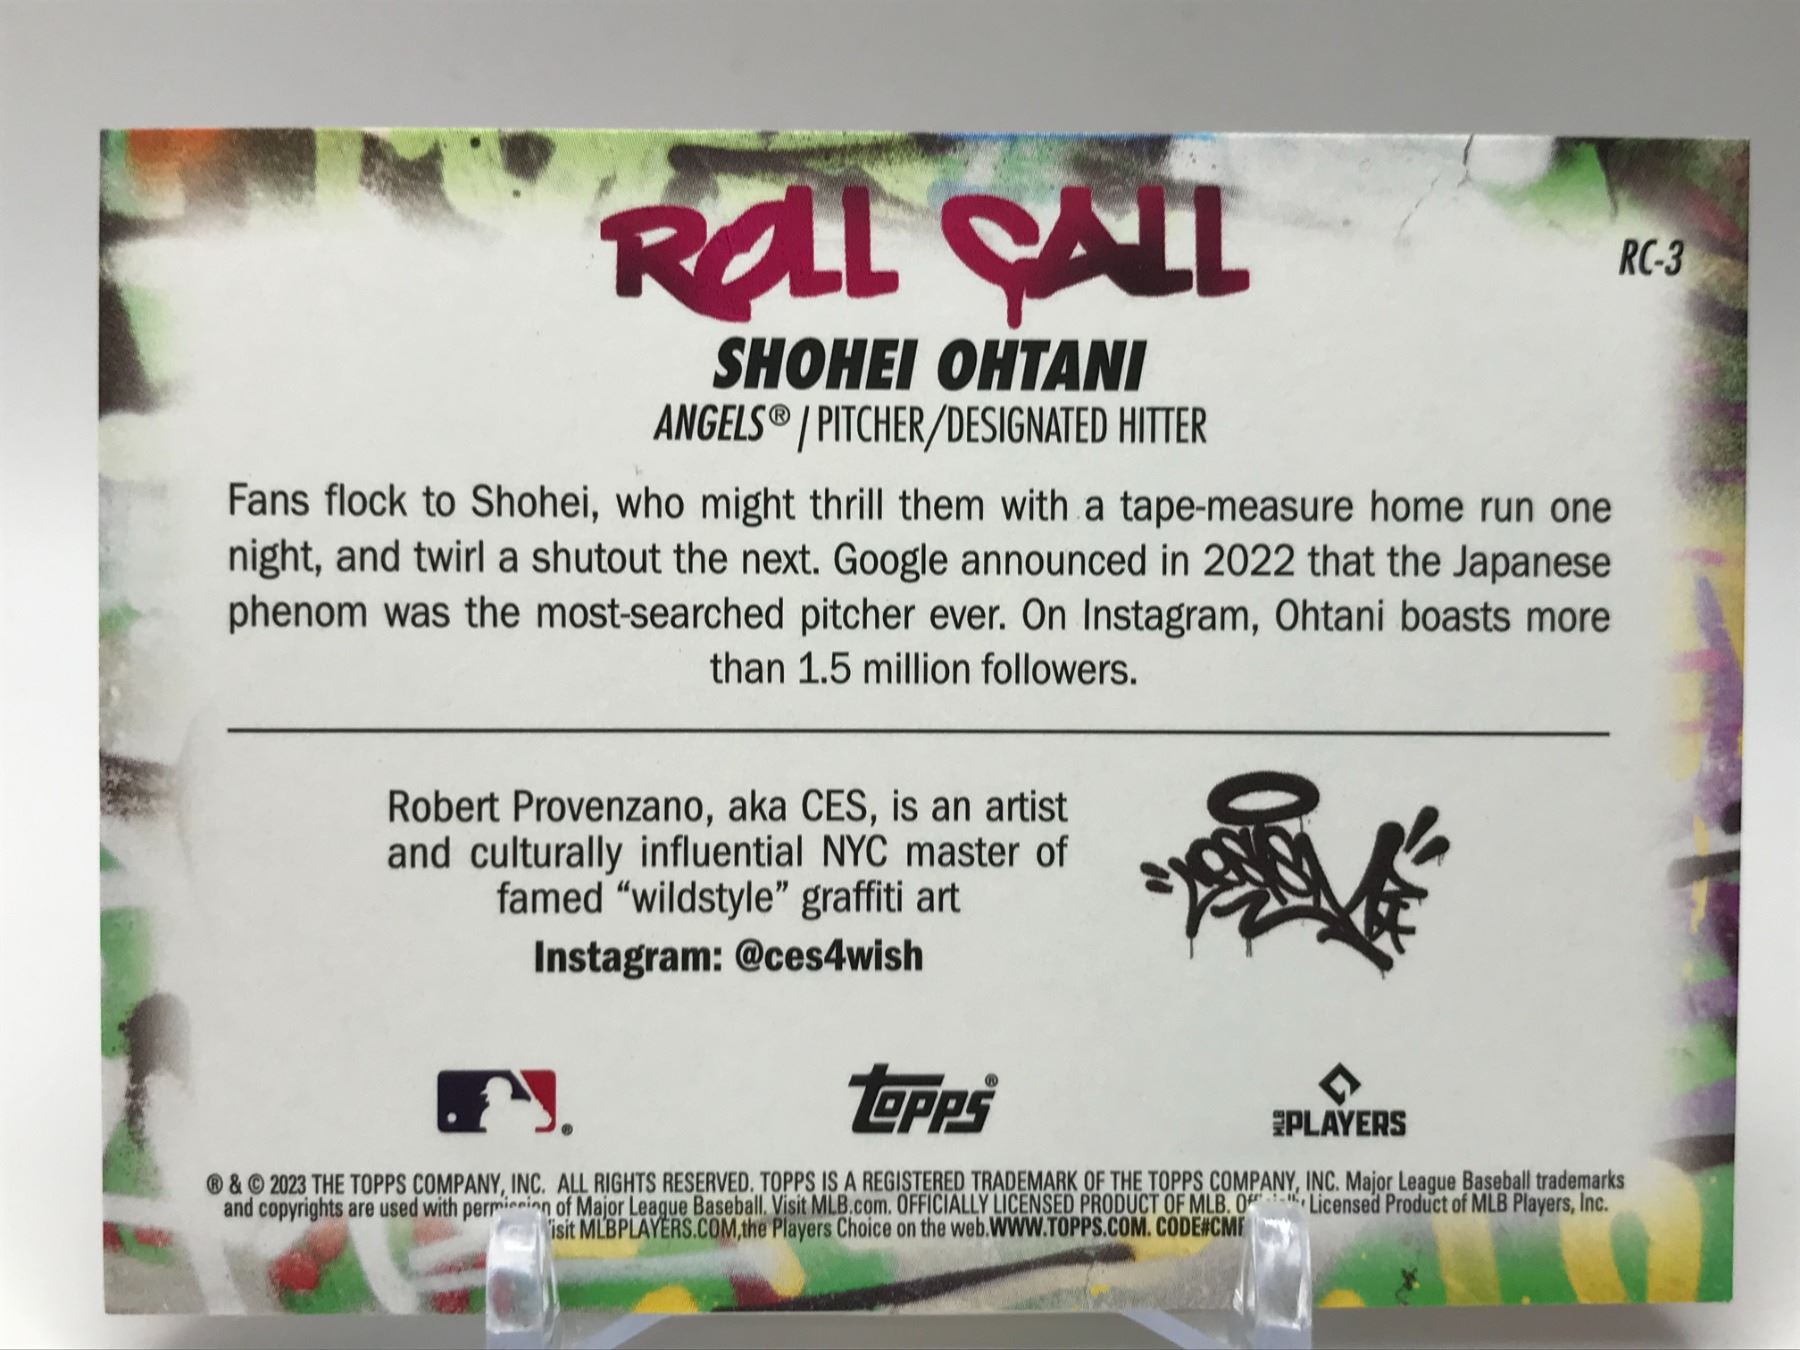 ROLL CALL
RC-3
SHOHEI OHTANI
ANGELS® / PITCHER/DESIGNATED HITTER
Fans flock to Shohei, who might thrill them with a tape-measure home run one
night, and twirl a shutout the next. Google announced in 2022 that the Japanese
phenom was the most-searched pitcher ever. On Instagram, Ohtani boasts more
than 1.5 million followers.
Robert Provenzano, aka CES, is an artist
and culturally influential NYC master of
famed “wildstyle” graffiti art
Instagram: @ces4wish
Topps®
MLB PLAYERS
® & © 2023 THE TOPPS COMPANY, INC. ALL RIGHTS RESERVED. TOPPS IS A REGISTERED TRADEMARK OF THE TOPPS COMPANY, INC. Major League Baseball trademarks
and copyrights are used with permission of Major League Baseball. Visit MLB.com. OFFICIALLY LICENSED PRODUCT OF MLB. Officially Licensed Product of MLB Players, Inc.
isit MLBPLAYERS.COM,the Players Choice on the web.WWW.TOPPS.COM. CODE#CMF